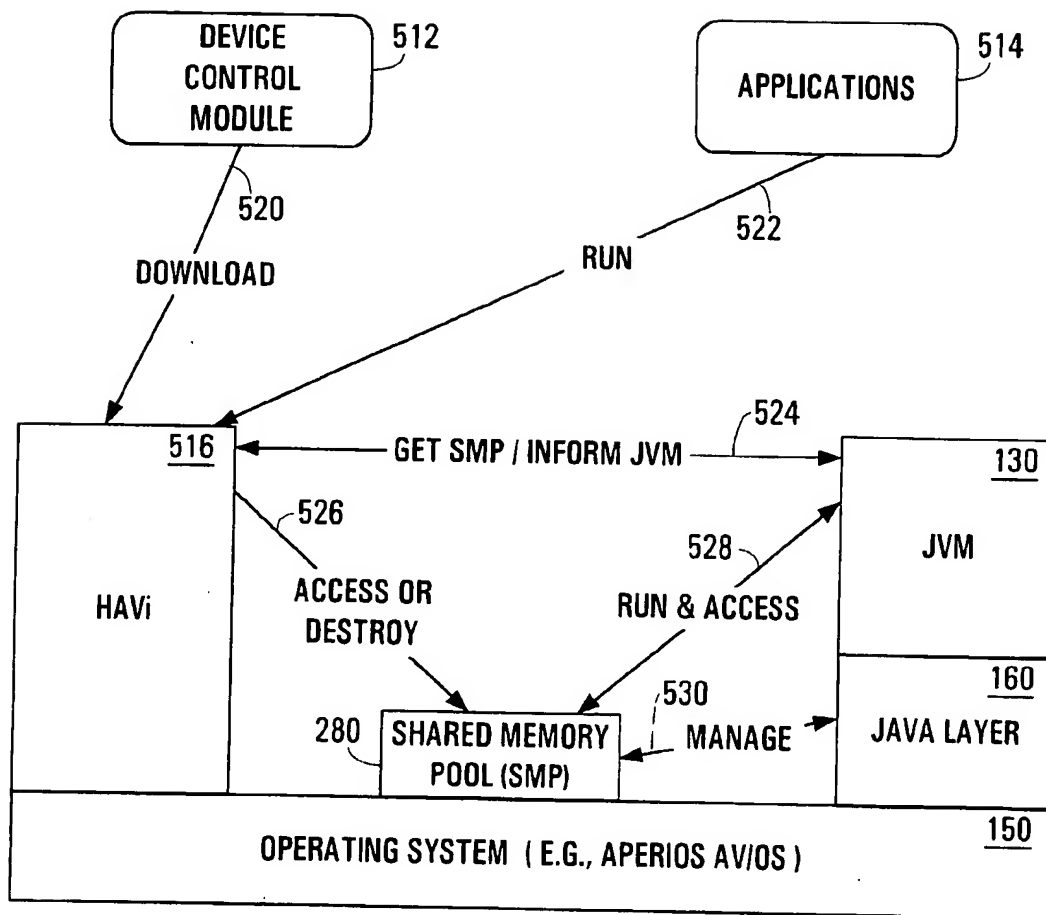 DEVICE
CONTROL
MODULE
512
APPLICATIONS
514
520
522
DOWNLOAD
RUN
524
516
GET SMP / INFORM JVM
130
526
528
JVM
HAVi
ACCESS OR
DESTROY
RUN & ACCESS
530
160
280
SHARED MEMORY
POOL (SMP)
MANAGE
JAVA LAYER
150
OPERATING SYSTEM ( E.G., APERIOS AV/OS )